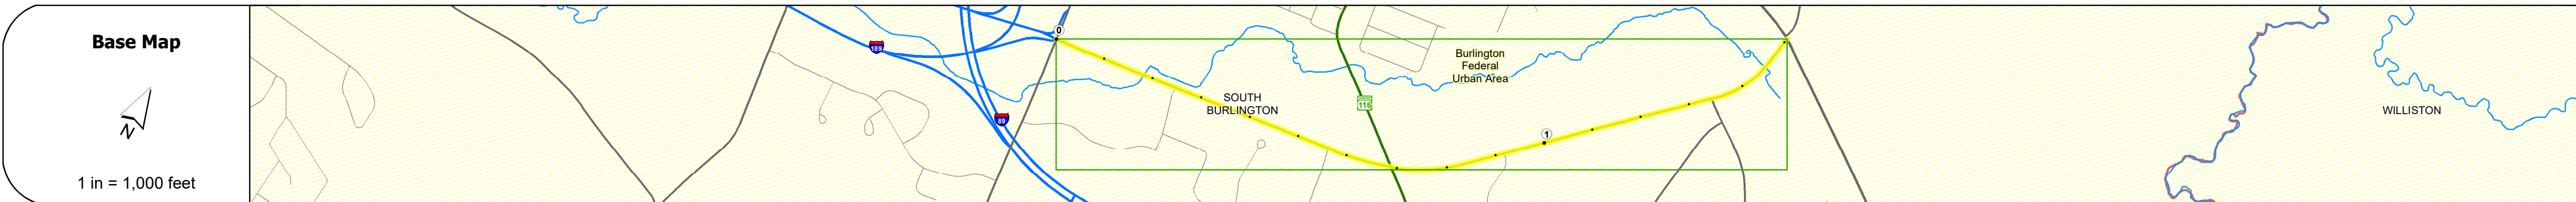 Base Map
N
1 in = 1,000 feet
189
89
0
SOUTH
BURLINGTON
116
Burlington
Federal
Urban Area
1
WILLISTON